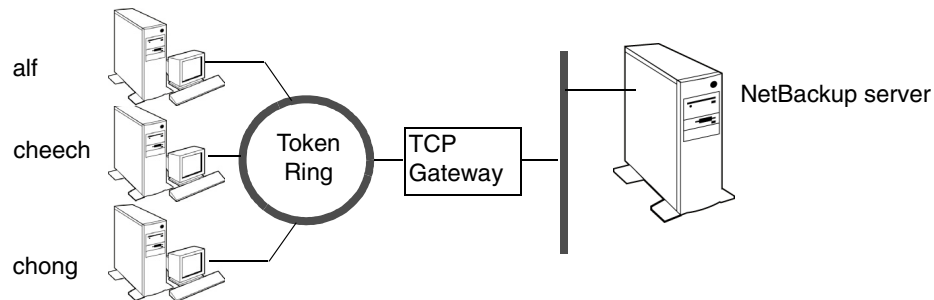 alf
cheech
chong
Token
Ring
TCP
Gateway
NetBackup server